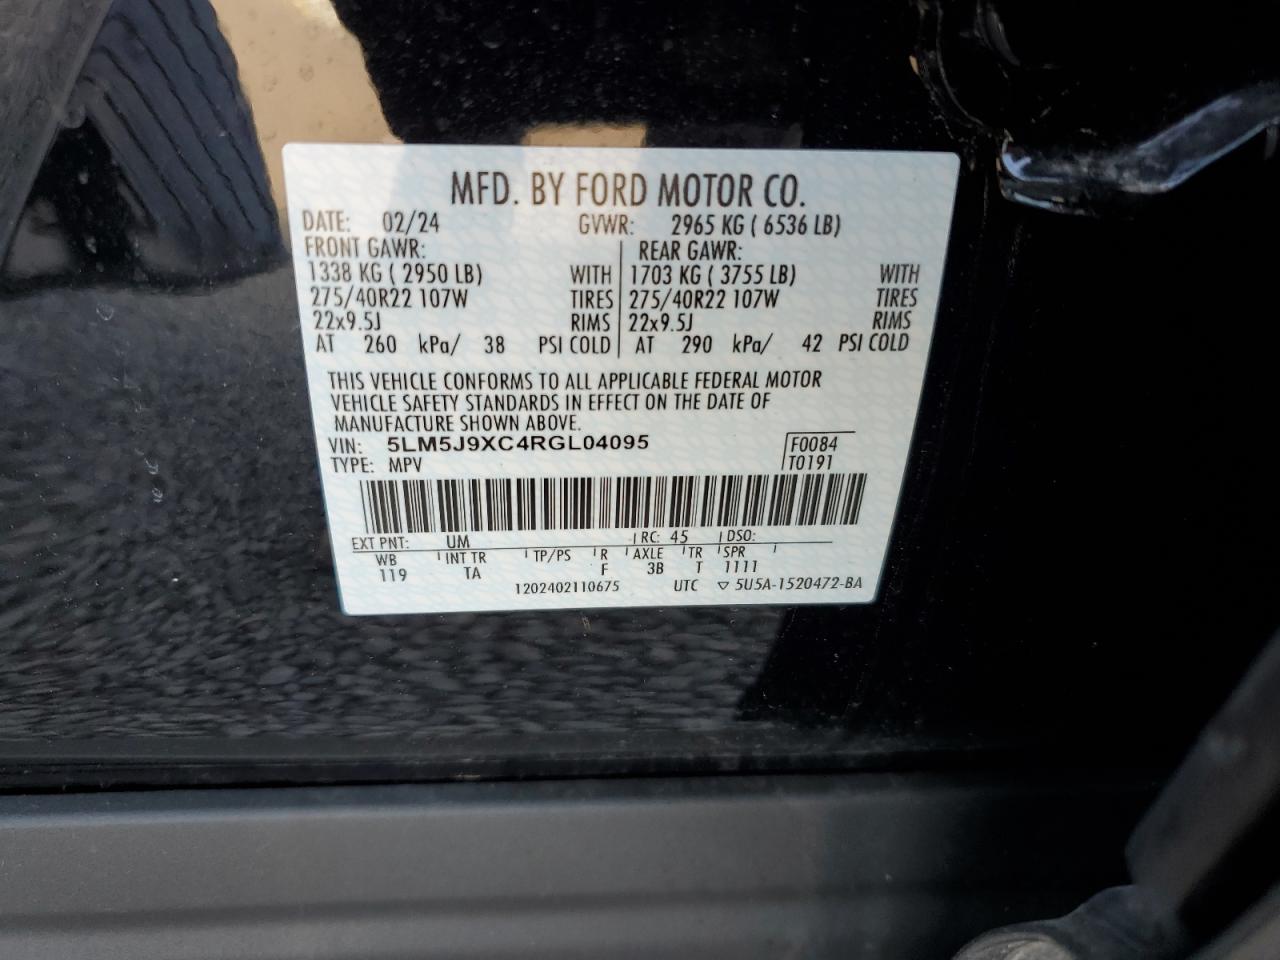 MFD. BY FORD MOTOR CO.
DATE: 02/24 GVWR: 2965 KG ( 6536 LB)
FRONT GAWR: REAR GAWR:
1338 KG ( 2950 LB) WITH 1703 KG ( 3755 LB) WITH
275/40R22 107W TIRES 275/40R22 107W TIRES
22x9.5J RIMS 22x9.5J RIMS
AT 260 kPa/ 38 PSI COLD AT 290 kPa/ 42 PSI COLD
THIS VEHICLE CONFORMS TO ALL APPLICABLE FEDERAL MOTOR
VEHICLE SAFETY STANDARDS IN EFFECT ON THE DATE OF
MANUFACTURE SHOWN ABOVE.
VIN: 5LM5J9XC4RGL04095 F0084
TYPE: MPV T0191
EXT PNT: UM RC: 45 DSO:
WB INT TR TP/PS R AXLE TR SPR
119 TA F 3B T 1111
1202402110675 UTC ▽ 5U5A-1520472-BA